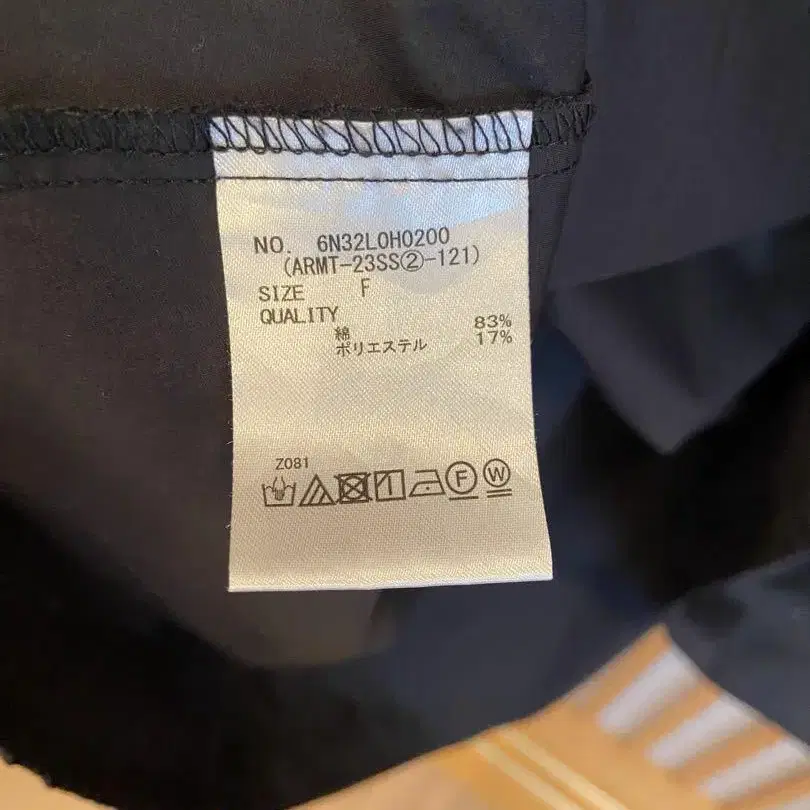 NO. 6N32L0H0200
(ARMT-23SS②-121)
SIZE F
QUALITY
綿 83%
ポリエステル 17%
Z081
F W